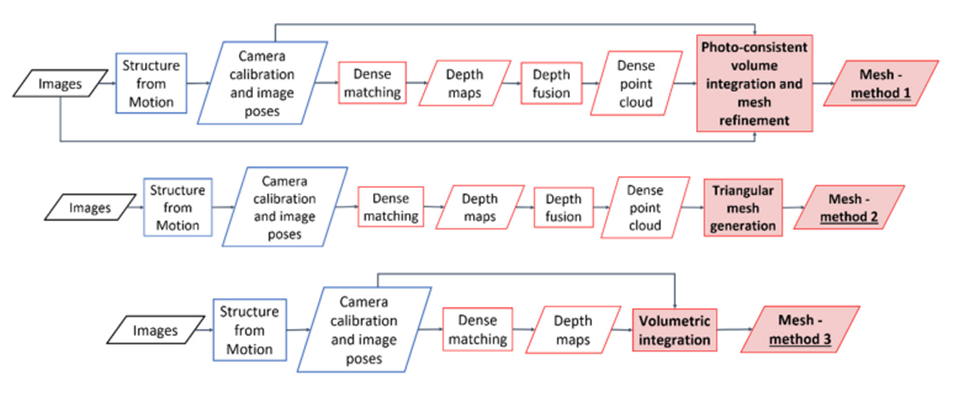 Images
Structure
from
Motion
Camera
calibration
and image
poses
Dense
matching
Depth
maps
Depth
fusion
Dense
point
cloud
Photo-consistent
volume
integration and
mesh
refinement
Mesh -
method 1
Images
Structure
from
Motion
Camera
calibration
and image
poses
Dense
matching
Depth
maps
Depth
fusion
Dense
point
cloud
Triangular
mesh
generation
Mesh -
method 2
Images
Structure
from
Motion
Camera
calibration
and image
poses
Dense
matching
Depth
maps
Volumetric
integration
Mesh -
method 3